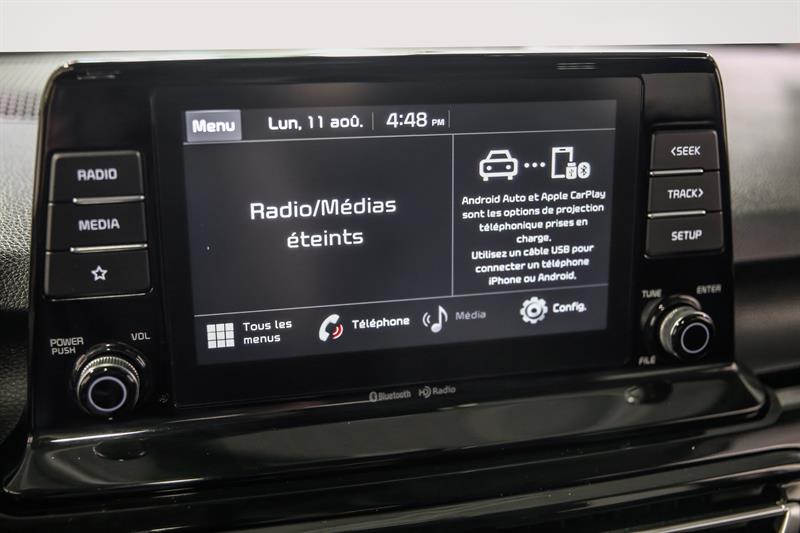 Menu
Lun, 11 aoû.
4:48 PM
RADIO
MEDIA
POWER
PUSH
VOL
Radio/Médias
éteints
Android Auto et Apple CarPlay
sont les options de projection
téléphonique prises en
charge.
Utilisez un câble USB pour
connecter un téléphone
iPhone ou Android.
Tous les
menus
Téléphone
Média
Config.
<SEEK
TRACK>
SETUP
TUNE
ENTER
FILE
Bluetooth
HD Radio